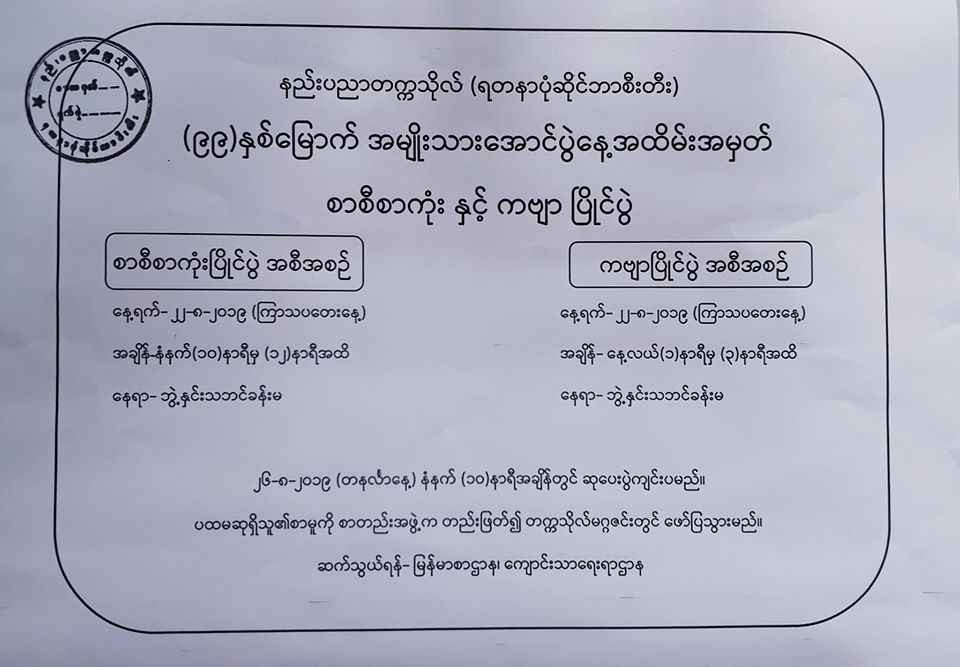 နည်းပညာတက္ကသိုလ် (ရတနာပုံဆိုင်ဘာစီးတီး)
(၉၉)နှစ်မြောက် အမျိုးသားအောင်ပွဲနေ့အထိမ်းအမှတ်
စာစီစာကုံး နှင့် ကဗျာ ပြိုင်ပွဲ
စာစီစာကုံးပြိုင်ပွဲ အစီအစဉ်
နေ့ရက်- ၂၂-၈-၂၀၁၉ (ကြာသပတေးနေ့)
အချိန်-နံနက်(၁၀)နာရီမှ (၁၂)နာရီအထိ
နေရာ- ဘွဲ့နှင်းသဘင်ခန်းမ
ကဗျာပြိုင်ပွဲ အစီအစဉ်
နေ့ရက်- ၂၂-၈-၂၀၁၉ (ကြာသပတေးနေ့)
အချိန်- နေ့လယ်(၁)နာရီမှ (၃)နာရီအထိ
နေရာ- ဘွဲ့နှင်းသဘင်ခန်းမ
၂၆-၈-၂၀၁၉ (တနင်္လာနေ့) နံနက် (၁၀)နာရီအချိန်တွင် ဆုပေးပွဲကျင်းပမည်။
ပထမဆုရှိသူ၏စာမူကို စာတည်းအဖွဲ့က တည်းဖြတ်၍ တက္ကသိုလ်မဂ္ဂဇင်းတွင် ဖော်ပြသွားမည်။
ဆက်သွယ်ရန်- မြန်မာစာဌာန၊ ကျောင်းသားရေးရာဌာန